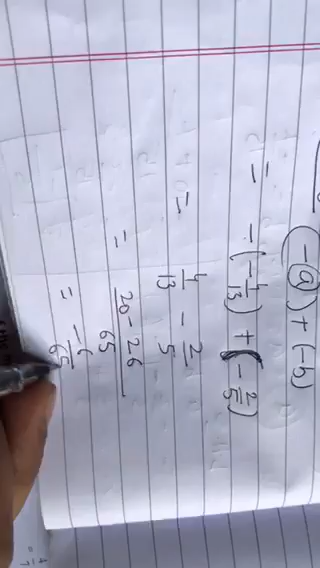 (-a) + (-b)
= -(-4/13) + (-2/5)
= 4/13 - 2/5
= 20 - 26/65
= -6/65